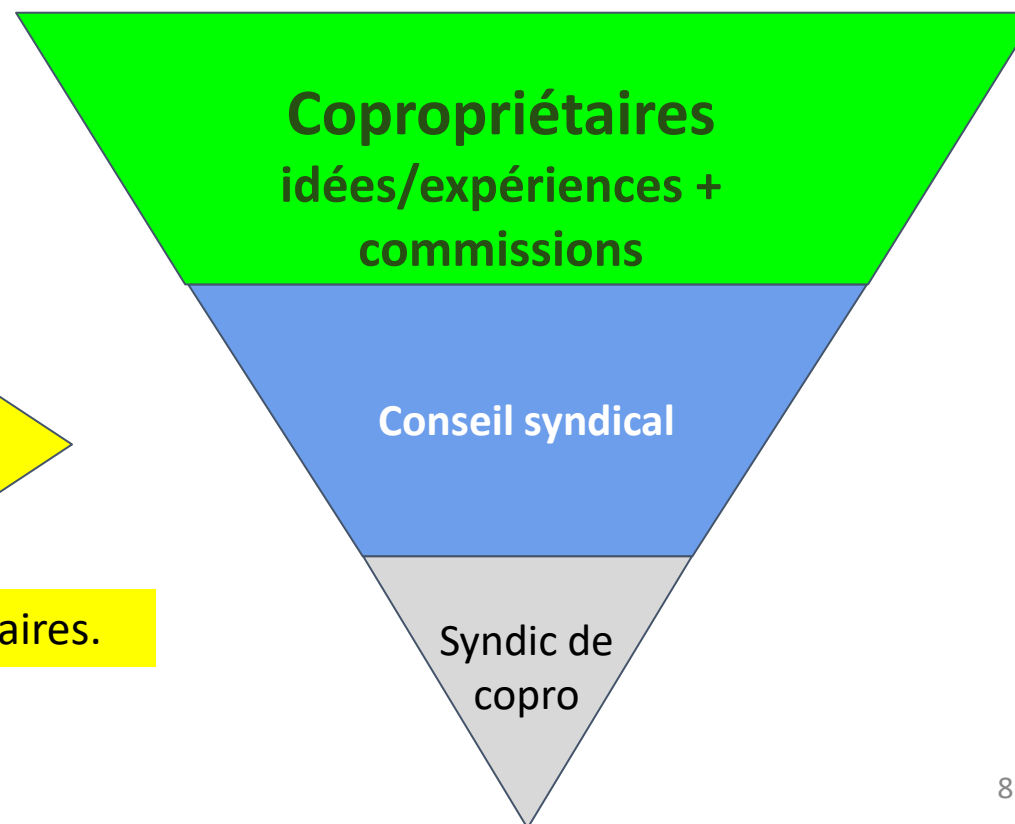 Copropriétaires
idées/expériences +
commissions
Conseil syndical
aires.
Syndic de
copro
8